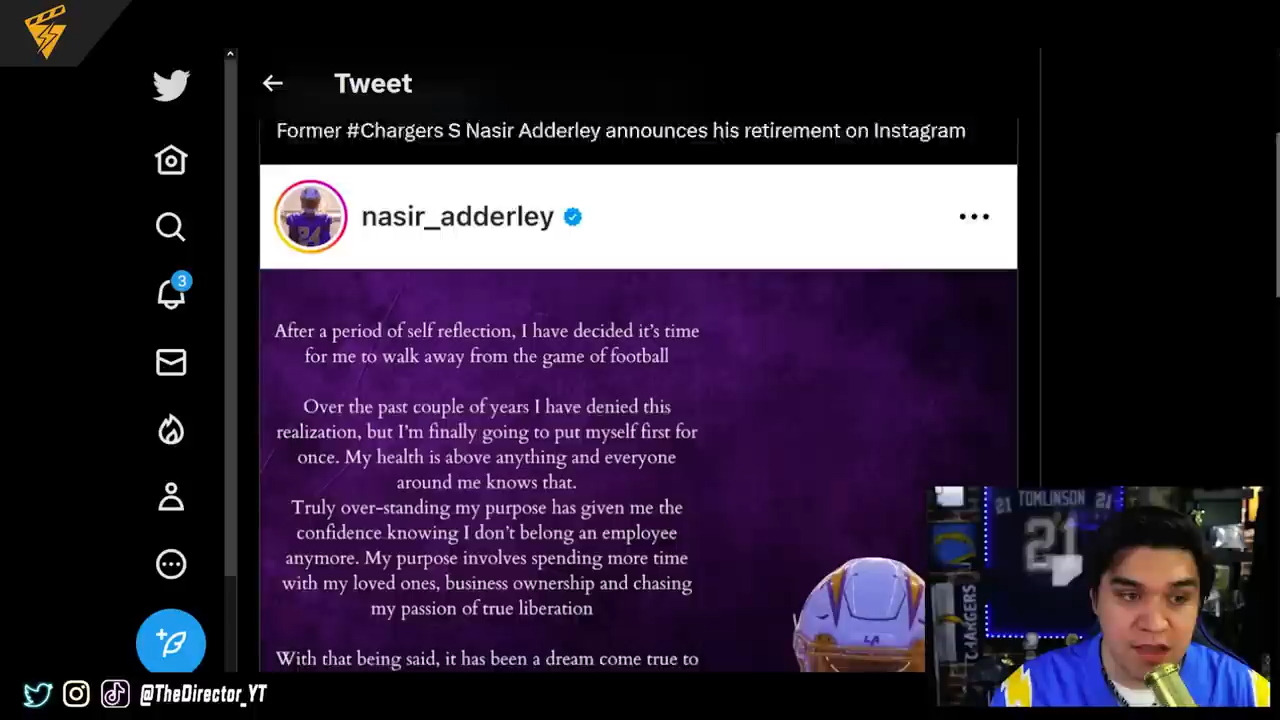 Tweet
Former #Chargers S Nasir Adderley announces his retirement on Instagram
nasir_adderley
3
After a period of self reflection, I have decided it's time
for me to walk away from the game of football
Over the past couple of years I have denied this
realization, but I'm finally going to put myself first for
once. My health is above anything and everyone
around me knows that.
Truly over-standing my purpose has given me the
confidence knowing I don't belong an employee
anymore. My purpose involves spending more time
with my loved ones, business ownership and chasing
my passion of true liberation
With that being said, it has been a dream come true to
24
LA
21 TOMLINSON 21
21
CHARGERS
@TheDirector_YT